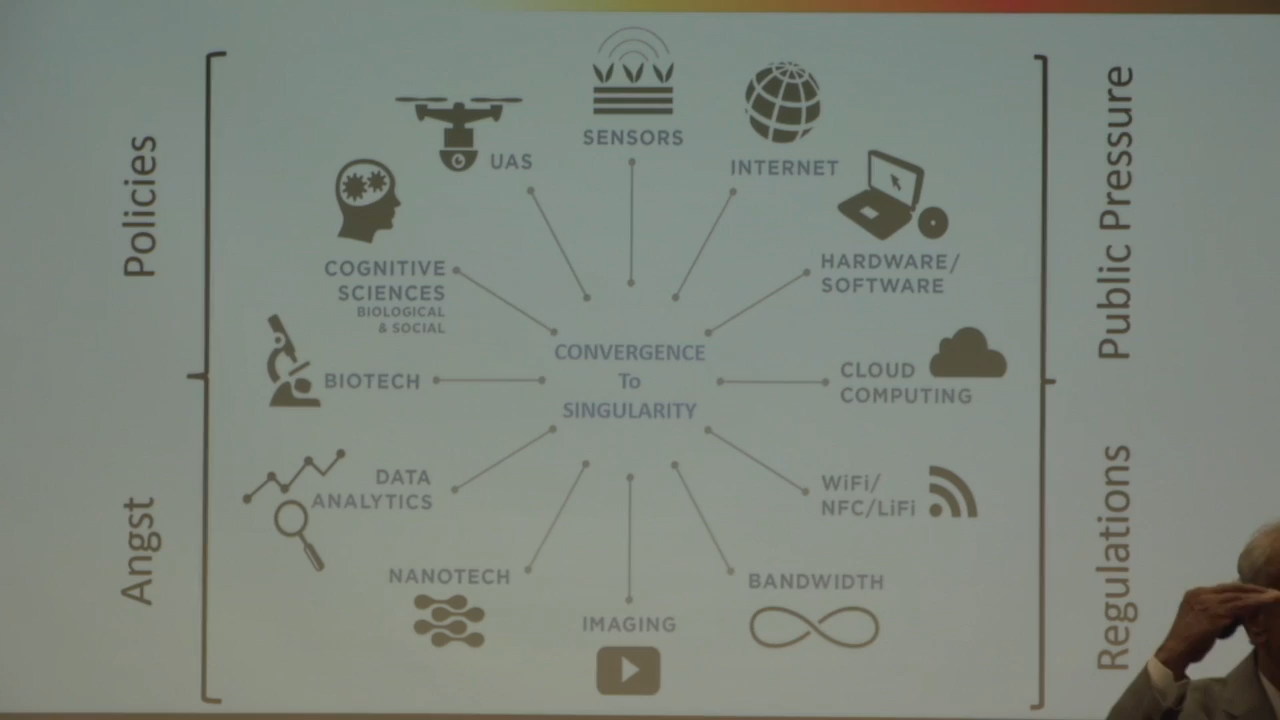 Policies
Angst
UAS
SENSORS
INTERNET
COGNITIVE
SCIENCES
BIOLOGICAL
& SOCIAL
HARDWARE/
SOFTWARE
BIOTECH
CONVERGENCE
To
SINGULARITY
CLOUD
COMPUTING
DATA
ANALYTICS
WiFi/
NFC/LiFi
NANOTECH
IMAGING
BANDWIDTH
Public Pressure
Regulations